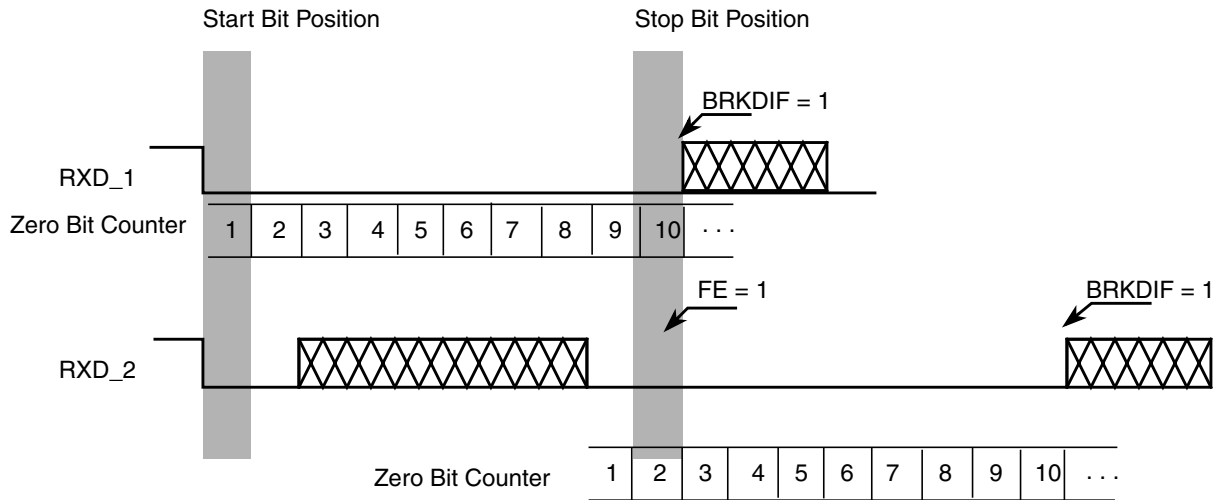 Start Bit Position
Stop Bit Position
BRKDIF = 1
RXD_1
Zero Bit Counter 1 2 3 4 5 6 7 8 9 10 . . .
FE = 1
BRKDIF = 1
RXD_2
Zero Bit Counter 1 2 3 4 5 6 7 8 9 10 . . .